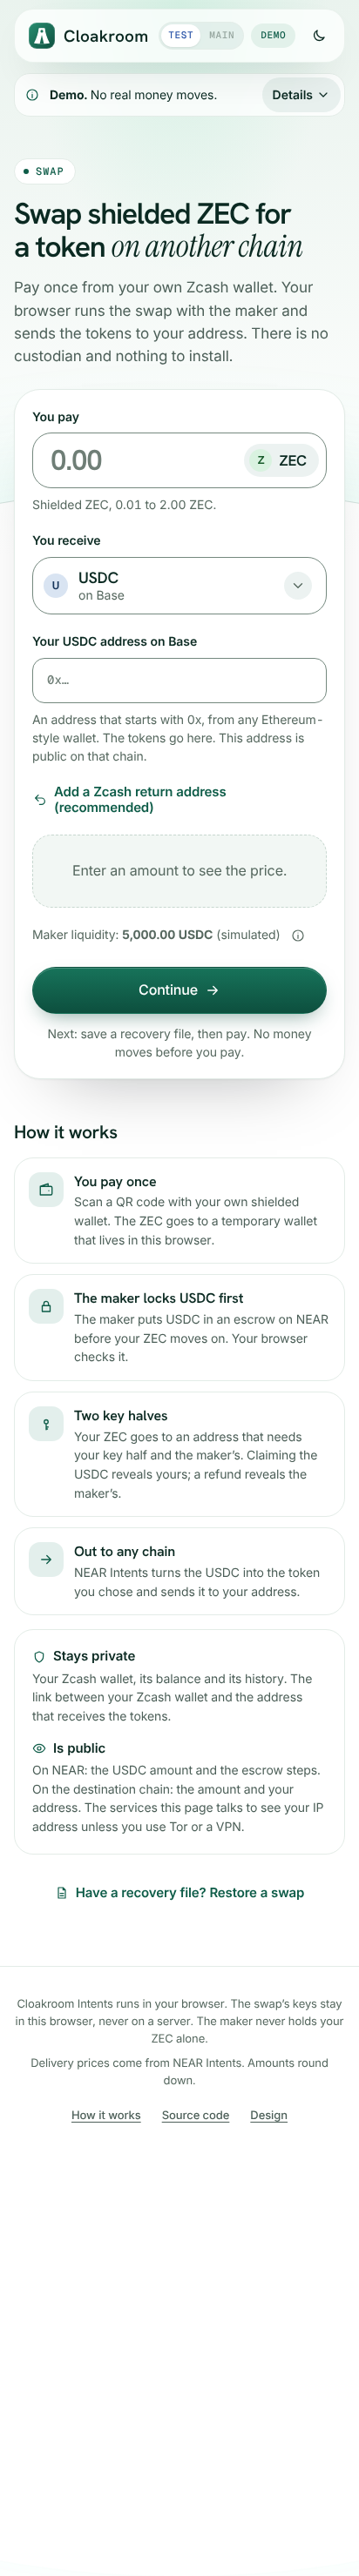 Cloakroom
TEST MAIN
DEMO
Demo. No real money moves.
Details
SWAP
Swap shielded ZEC for
a token on another chain
Pay once from your own Zcash wallet. Your
browser runs the swap with the maker and
sends the tokens to your address. There is no
custodian and nothing to install.
You pay
0.00
Z ZEC
Shielded ZEC, 0.01 to 2.00 ZEC.
You receive
U
USDC
on Base
Your USDC address on Base
0x…
An address that starts with 0x, from any Ethereum-
style wallet. The tokens go here. This address is
public on that chain.
Add a Zcash return address
(recommended)
Enter an amount to see the price.
Maker liquidity: 5,000.00 USDC (simulated)
Continue →
Next: save a recovery file, then pay. No money
moves before you pay.
How it works
You pay once
Scan a QR code with your own shielded
wallet. The ZEC goes to a temporary wallet
that lives in this browser.
The maker locks USDC first
The maker puts USDC in an escrow on NEAR
before your ZEC moves on. Your browser
checks it.
Two key halves
Your ZEC goes to an address that needs
your key half and the maker’s. Claiming the
USDC reveals yours; a refund reveals the
maker’s.
Out to any chain
NEAR Intents turns the USDC into the token
you chose and sends it to your address.
Stays private
Your Zcash wallet, its balance and its history. The
link between your Zcash wallet and the address
that receives the tokens.
Is public
On NEAR: the USDC amount and the escrow steps.
On the destination chain: the amount and your
address. The services this page talks to see your IP
address unless you use Tor or a VPN.
Have a recovery file? Restore a swap
Cloakroom Intents runs in your browser. The swap’s keys stay
in this browser, never on a server. The maker never holds your
ZEC alone.
Delivery prices come from NEAR Intents. Amounts round
down.
How it works Source code Design